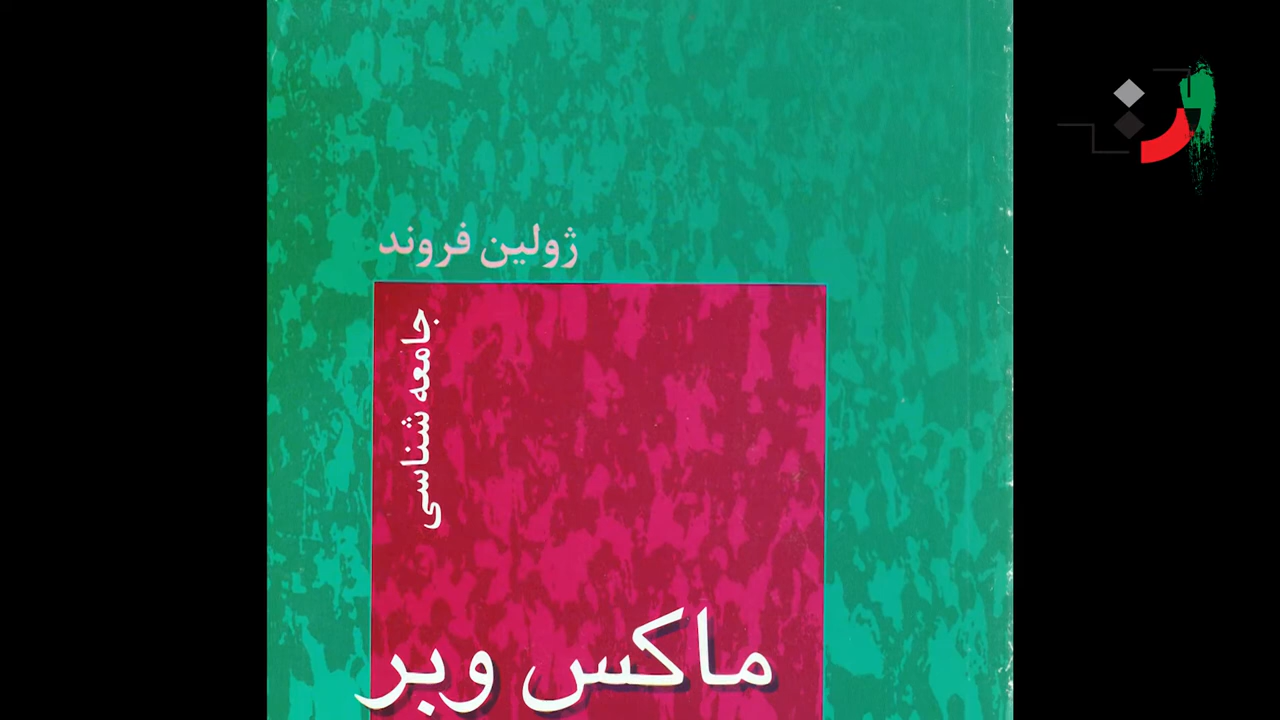 ژولین فروند
جامعه شناسی
ماکس وبر